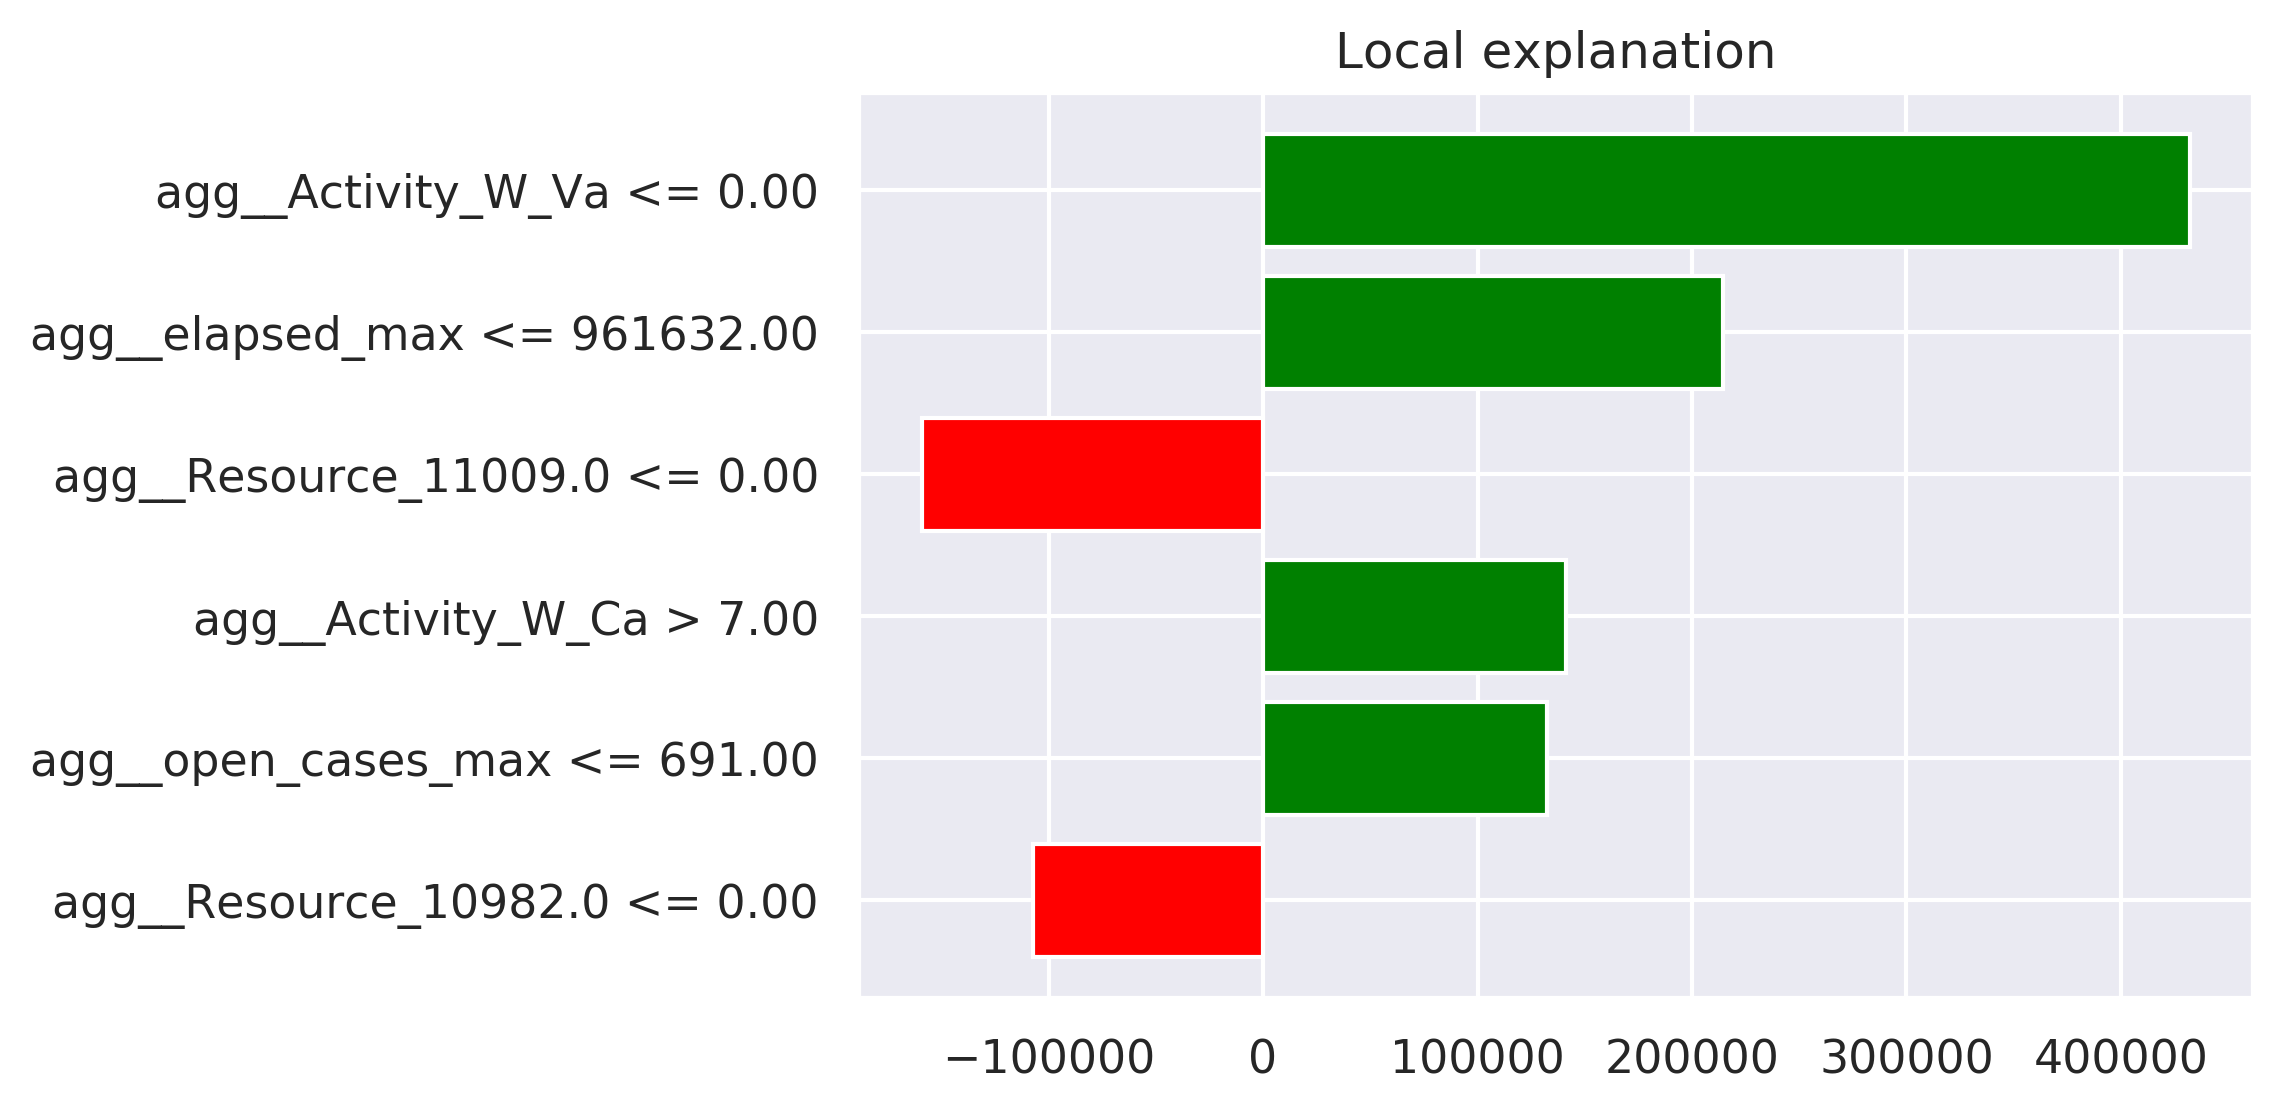 Local explanation
agg__Activity_W_Va <= 0.00
agg__elapsed_max <= 961632.00
agg__Resource_11009.0 <= 0.00
agg__Activity_W_Ca > 7.00
agg__open_cases_max <= 691.00
agg__Resource_10982.0 <= 0.00
−100000 0 100000 200000 300000 400000